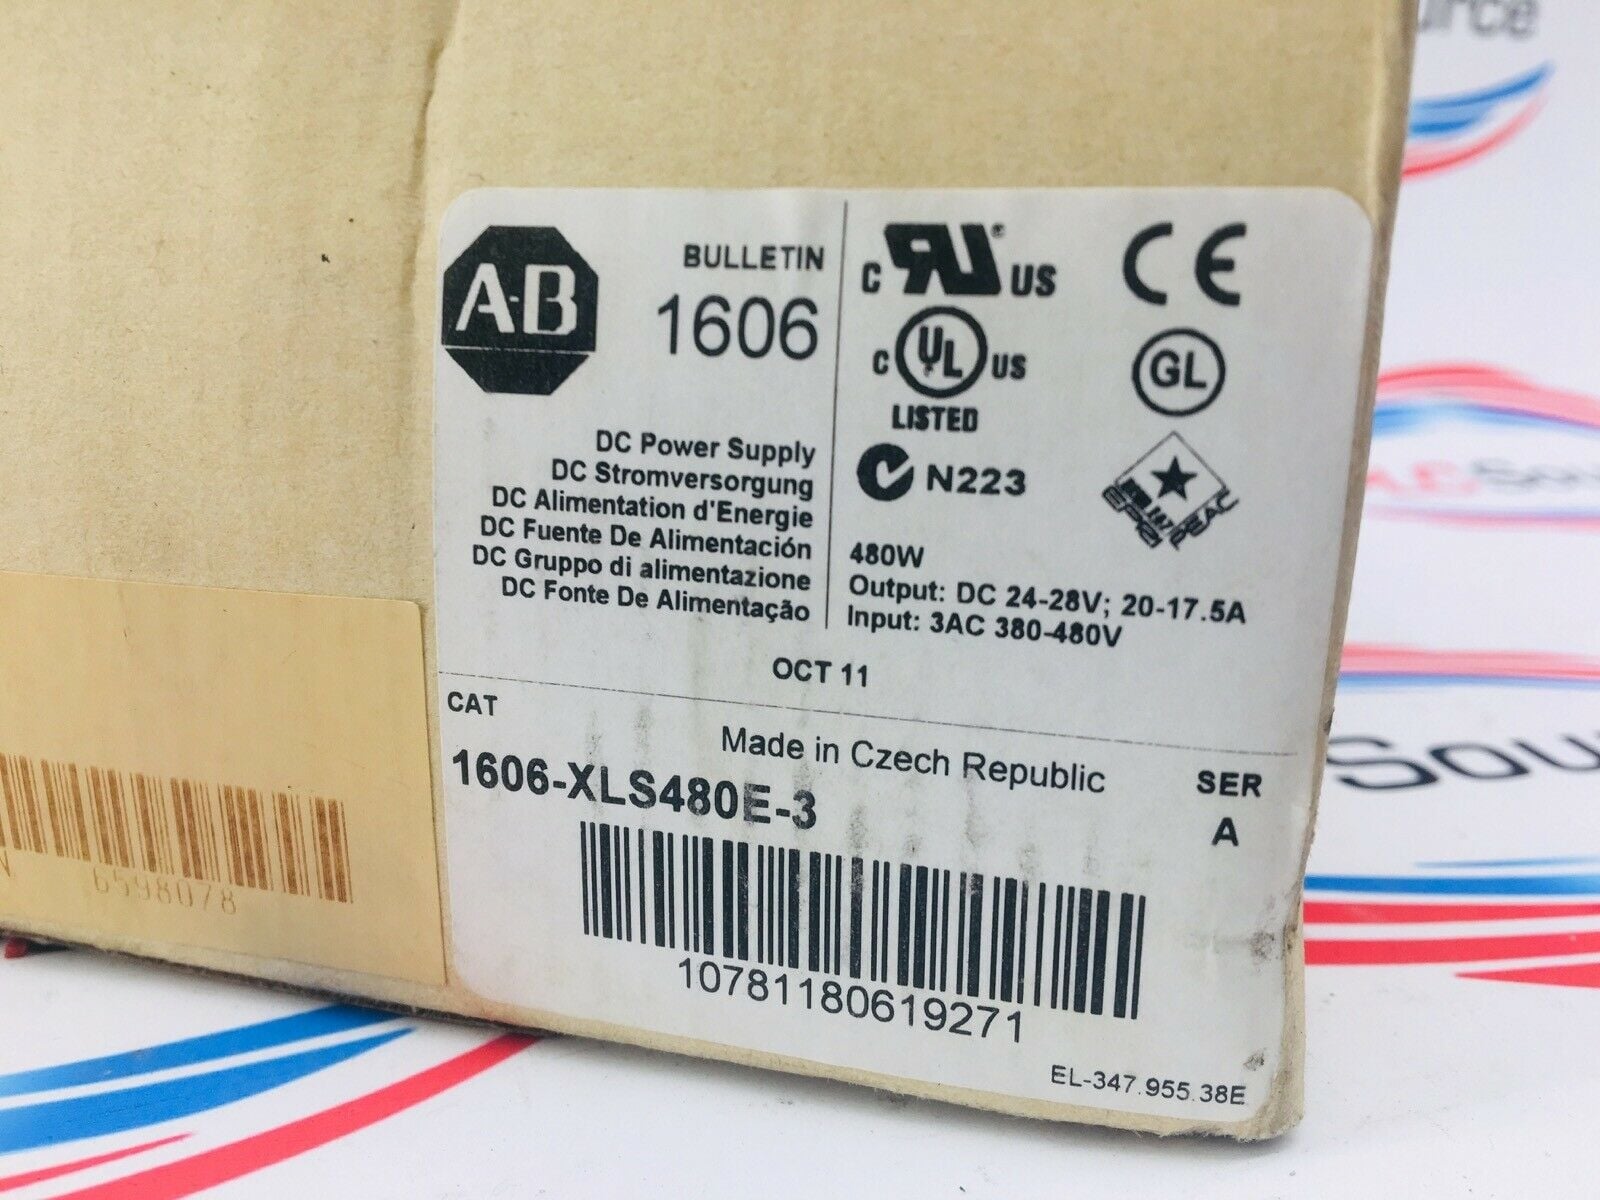 A-B
BULLETIN
1606
DC Power Supply
DC Stromversorgung
DC Alimentation d'Energie
DC Fuente De Alimentación
DC Gruppo di alimentazione
DC Fonte De Alimentação
C US
C UL US
LISTED
N223
CE
GL
480W
Output: DC 24-28V; 20-17.5A
Input: 3AC 380-480V
OCT 11
CAT
Made in Czech Republic
1606-XLS480E-3
SER
A
10781180619271
EL-347.955.38E
N
6598078